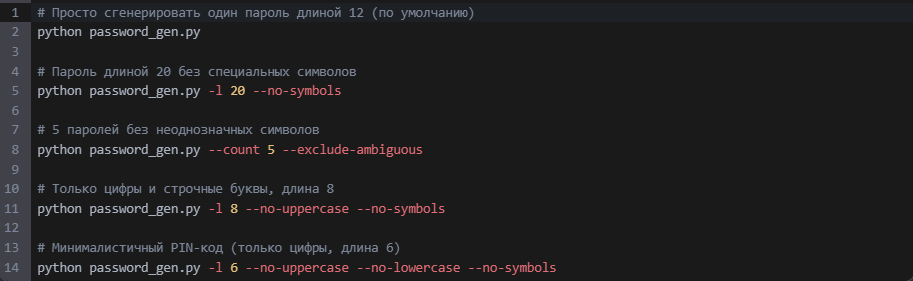 1 # Просто сгенерировать один пароль длиной 12 (по умолчанию)
2 python password_gen.py
3
4 # Пароль длиной 20 без специальных символов
5 python password_gen.py -l 20 --no-symbols
6
7 # 5 паролей без неоднозначных символов
8 python password_gen.py --count 5 --exclude-ambiguous
9
10 # Только цифры и строчные буквы, длина 8
11 python password_gen.py -l 8 --no-uppercase --no-symbols
12
13 # Минималистичный PIN-код (только цифры, длина 6)
14 python password_gen.py -l 6 --no-uppercase --no-lowercase --no-symbols